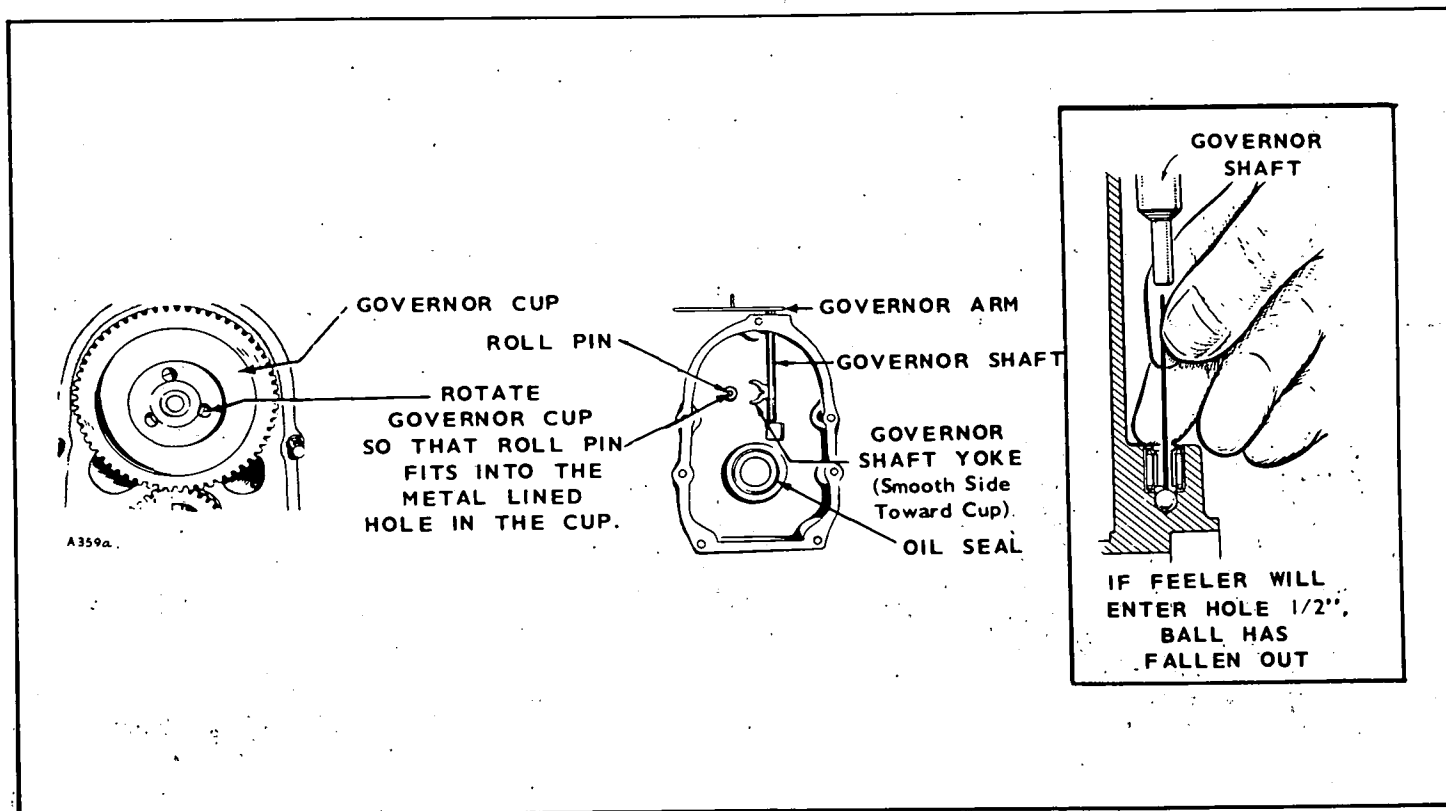 GOVERNOR CUP
ROLL PIN
ROTATE
GOVERNOR CUP
SO THAT ROLL PIN
FITS INTO THE
METAL LINED
HOLE IN THE CUP.
A359a
GOVERNOR ARM
GOVERNOR SHAFT
GOVERNOR
SHAFT YOKE
(Smooth Side
Toward Cup)
OIL SEAL
GOVERNOR
SHAFT
IF FEELER WILL
ENTER HOLE 1/2",
BALL HAS
FALLEN OUT